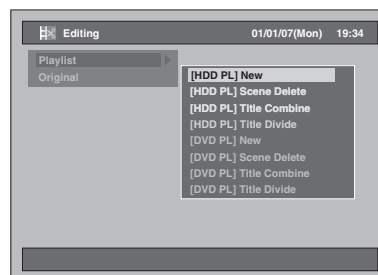 Editing 01/01/07(Mon) 19:34
Playlist
Original
[HDD PL] New
[HDD PL] Scene Delete
[HDD PL] Title Combine
[HDD PL] Title Divide
[DVD PL] New
[DVD PL] Scene Delete
[DVD PL] Title Combine
[DVD PL] Title Divide